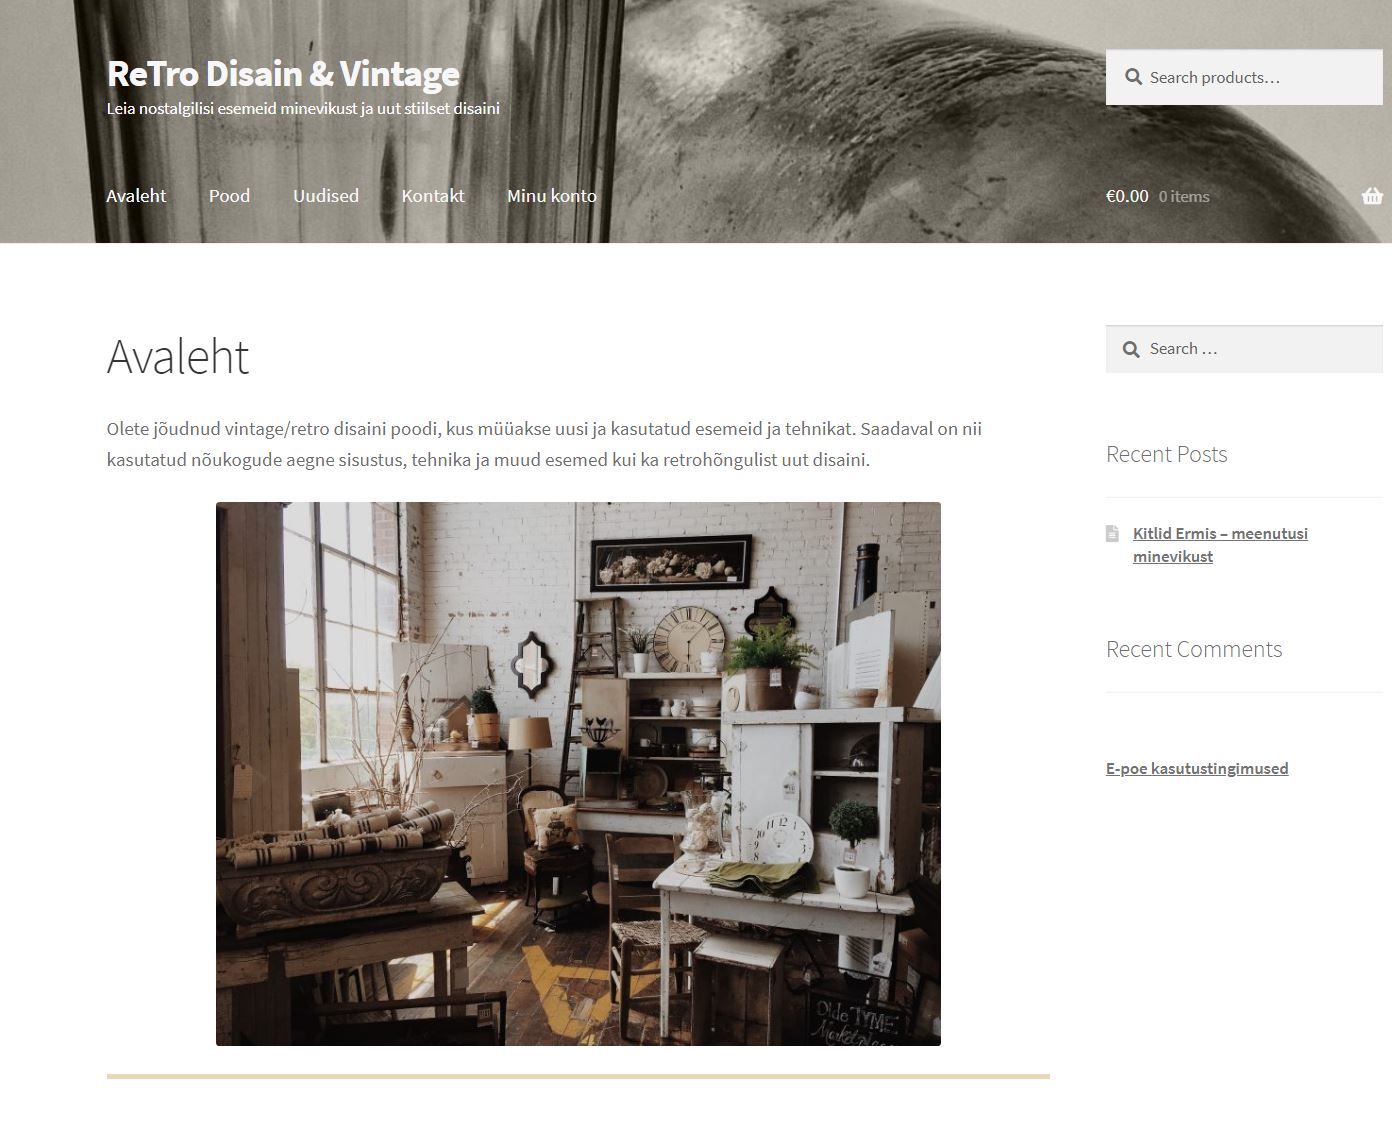 ReTro Disain & Vintage
Leia nostalgilisi esemeid minevikust ja uut stiilset disaini
Search products…
Avaleht
Pood
Uudised
Kontakt
Minu konto
€0.00 0 items
Avaleht
Olete jõudnud vintage/retro disaini poodi, kus müüakse uusi ja kasutatud esemeid ja tehnikat. Saadaval on nii
kasutatud nõukogude aegne sisustus, tehnika ja muud esemed kui ka retrohõngulist uut disaini.
Olde TYME
Search …
Recent Posts
Kitlid Ermis – meenutusi
minevikust
Recent Comments
E-poe kasutustingimused